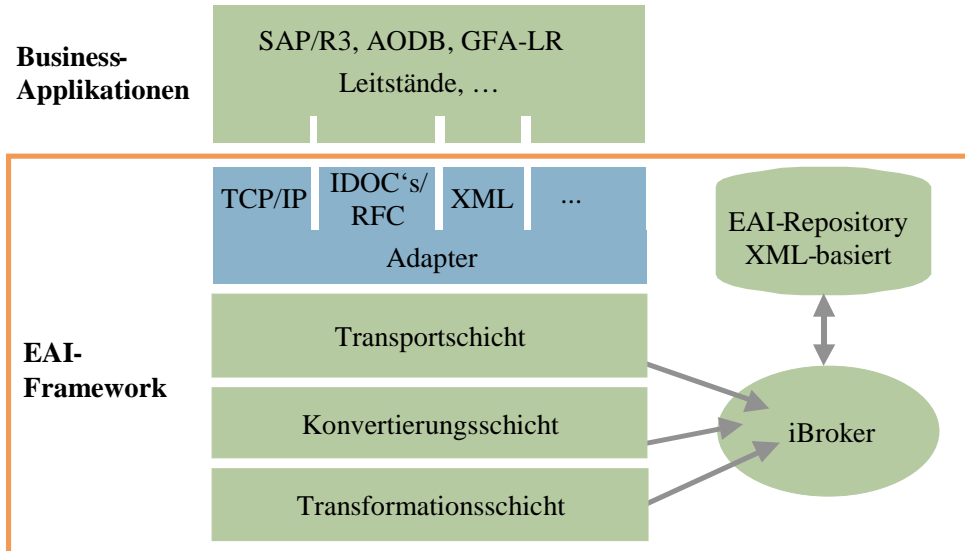 Business-
Applikationen
SAP/R3, AODB, GFA-LR
Leitstände, …
TCP/IP
IDOC‘s/
RFC
XML
...
Adapter
EAI-Repository
XML-basiert
EAI-
Framework
Transportschicht
Konvertierungsschicht
Transformationsschicht
iBroker